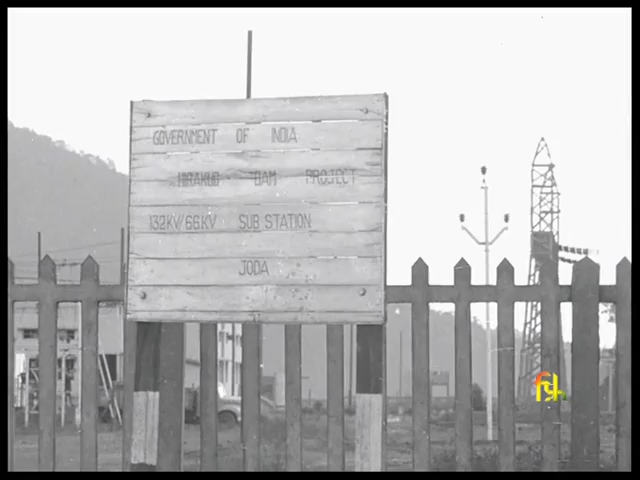 GOVERNMENT OF INDIA
HIRAKUD DAM PROJECT
132KV/66KV SUB STATION
JODA